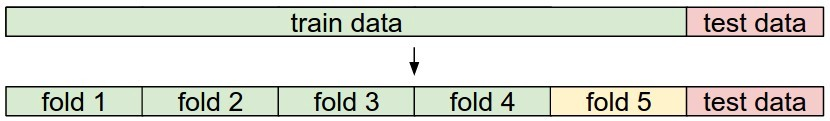 train data test data
fold 1 fold 2 fold 3 fold 4 fold 5 test data